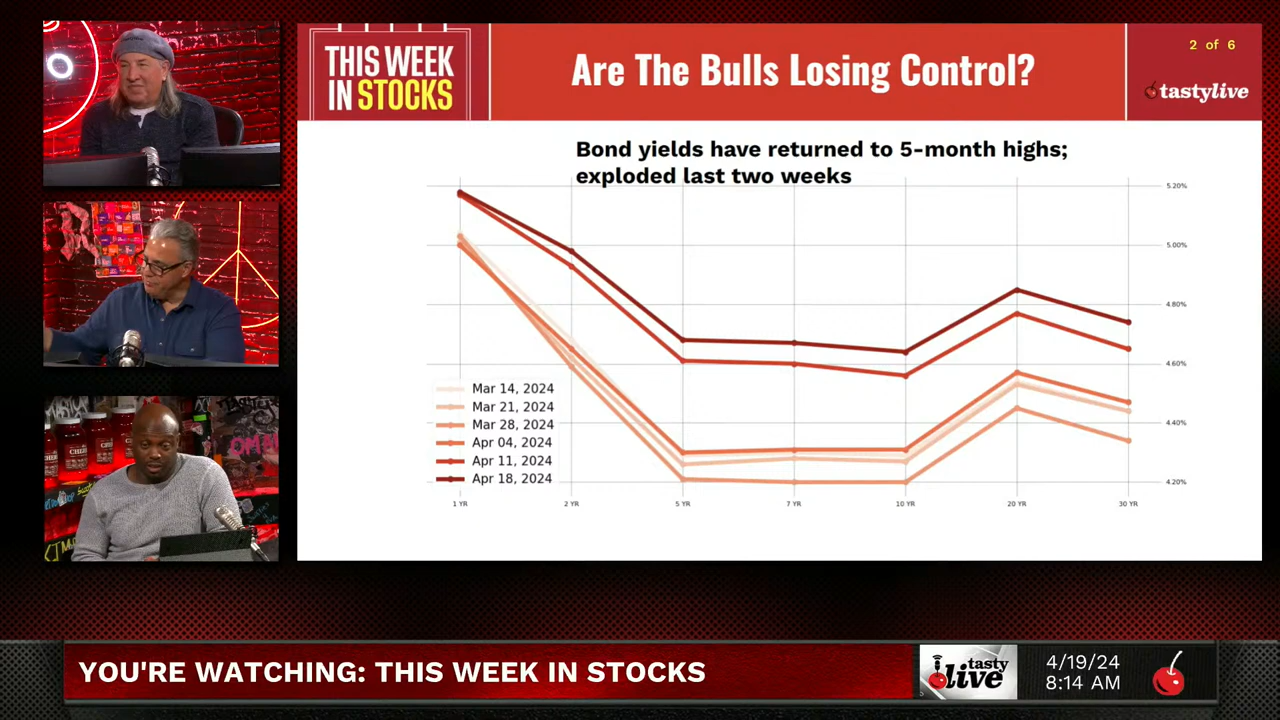 THIS WEEK
IN STOCKS
Are The Bulls Losing Control?
2 of 6
tastylive
Bond yields have returned to 5-month highs;
exploded last two weeks
5.20%
5.00%
4.80%
4.60%
4.40%
4.20%
Mar 14, 2024
Mar 21, 2024
Mar 28, 2024
Apr 04, 2024
Apr 11, 2024
Apr 18, 2024
1 YR
2 YR
5 YR
7 YR
10 YR
20 YR
30 YR
YOU'RE WATCHING: THIS WEEK IN STOCKS
tasty
live
4/19/24
8:14 AM